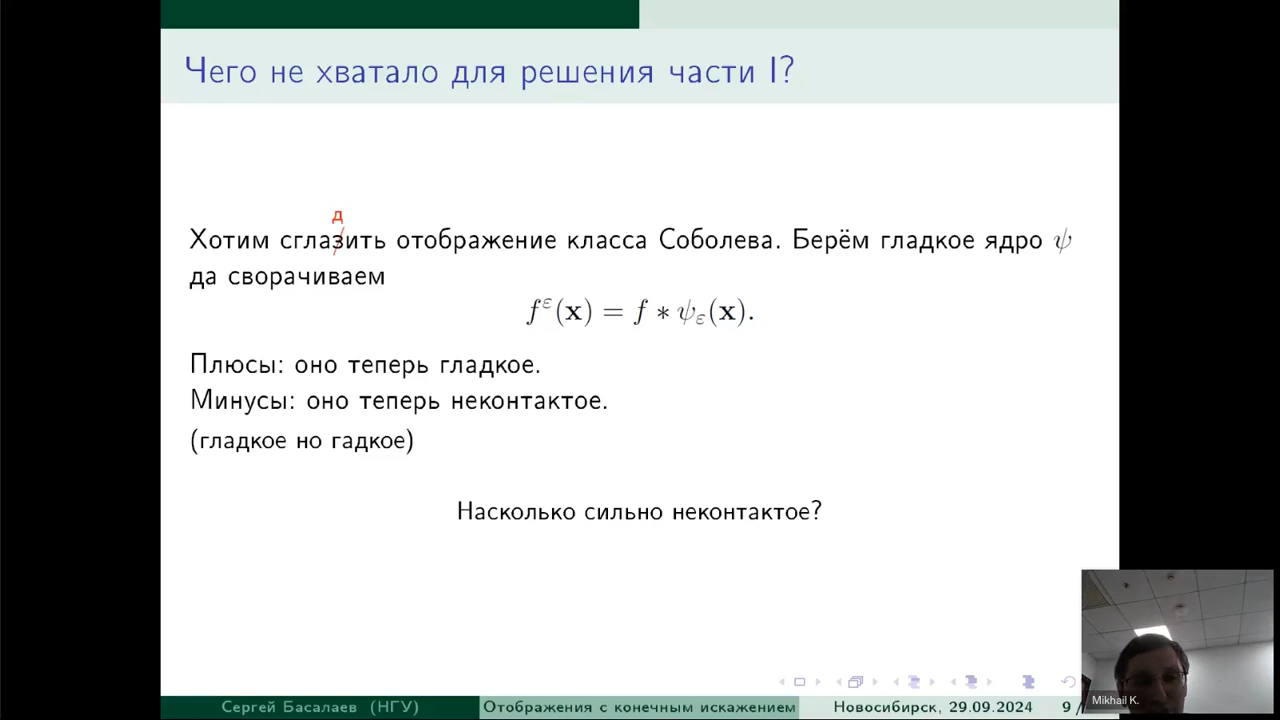 Чего не хватало для решения части I?
д
Хотим сглазить отображение класса Соболева. Берём гладкое ядро ψ
да сворачиваем
f^ε(x) = f * ψ_ε(x).
Плюсы: оно теперь гладкое.
Минусы: оно теперь неконтактое.
(гладкое но гадкое)
Насколько сильно неконтактое?
Mikhail K.
Сергей Басалаев (НГУ) Отображения с конечным искажением Новосибирск, 29.09.2024 9 /